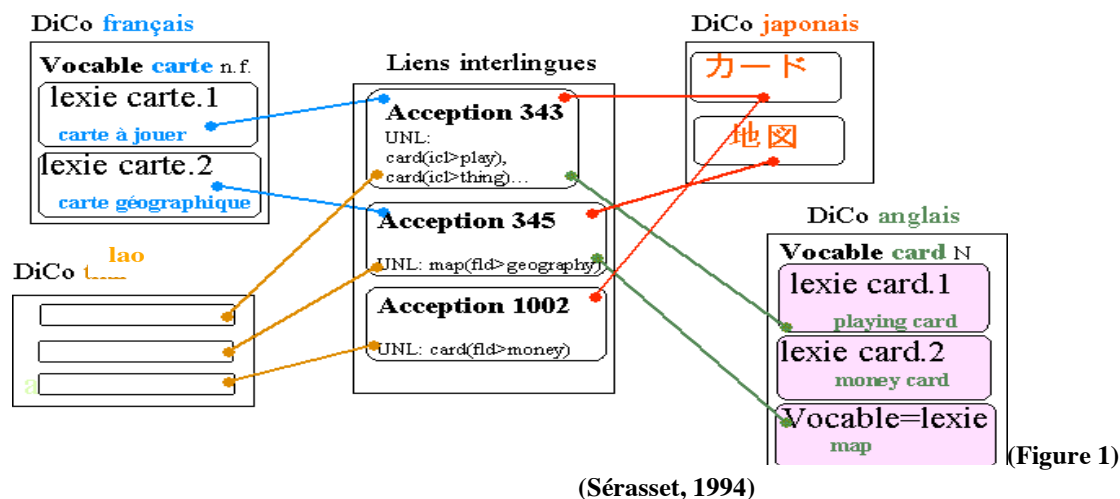 DiCo français
Vocable carte n.f.
lexie carte.1
carte à jouer
lexie carte.2
carte géographique
lao
DiCo
Liens interlingues
Acception 343
UNL:
card(icl>play),
card(icl>thing)...
Acception 345
UNL: map(fld>geography)
Acception 1002
UNL: card(fld>money)
DiCo japonais
カード
地図
DiCo anglais
Vocable card N
lexie card.1
playing card
lexie card.2
money card
Vocable=lexie
map
(Figure 1)
(Sérasset, 1994)